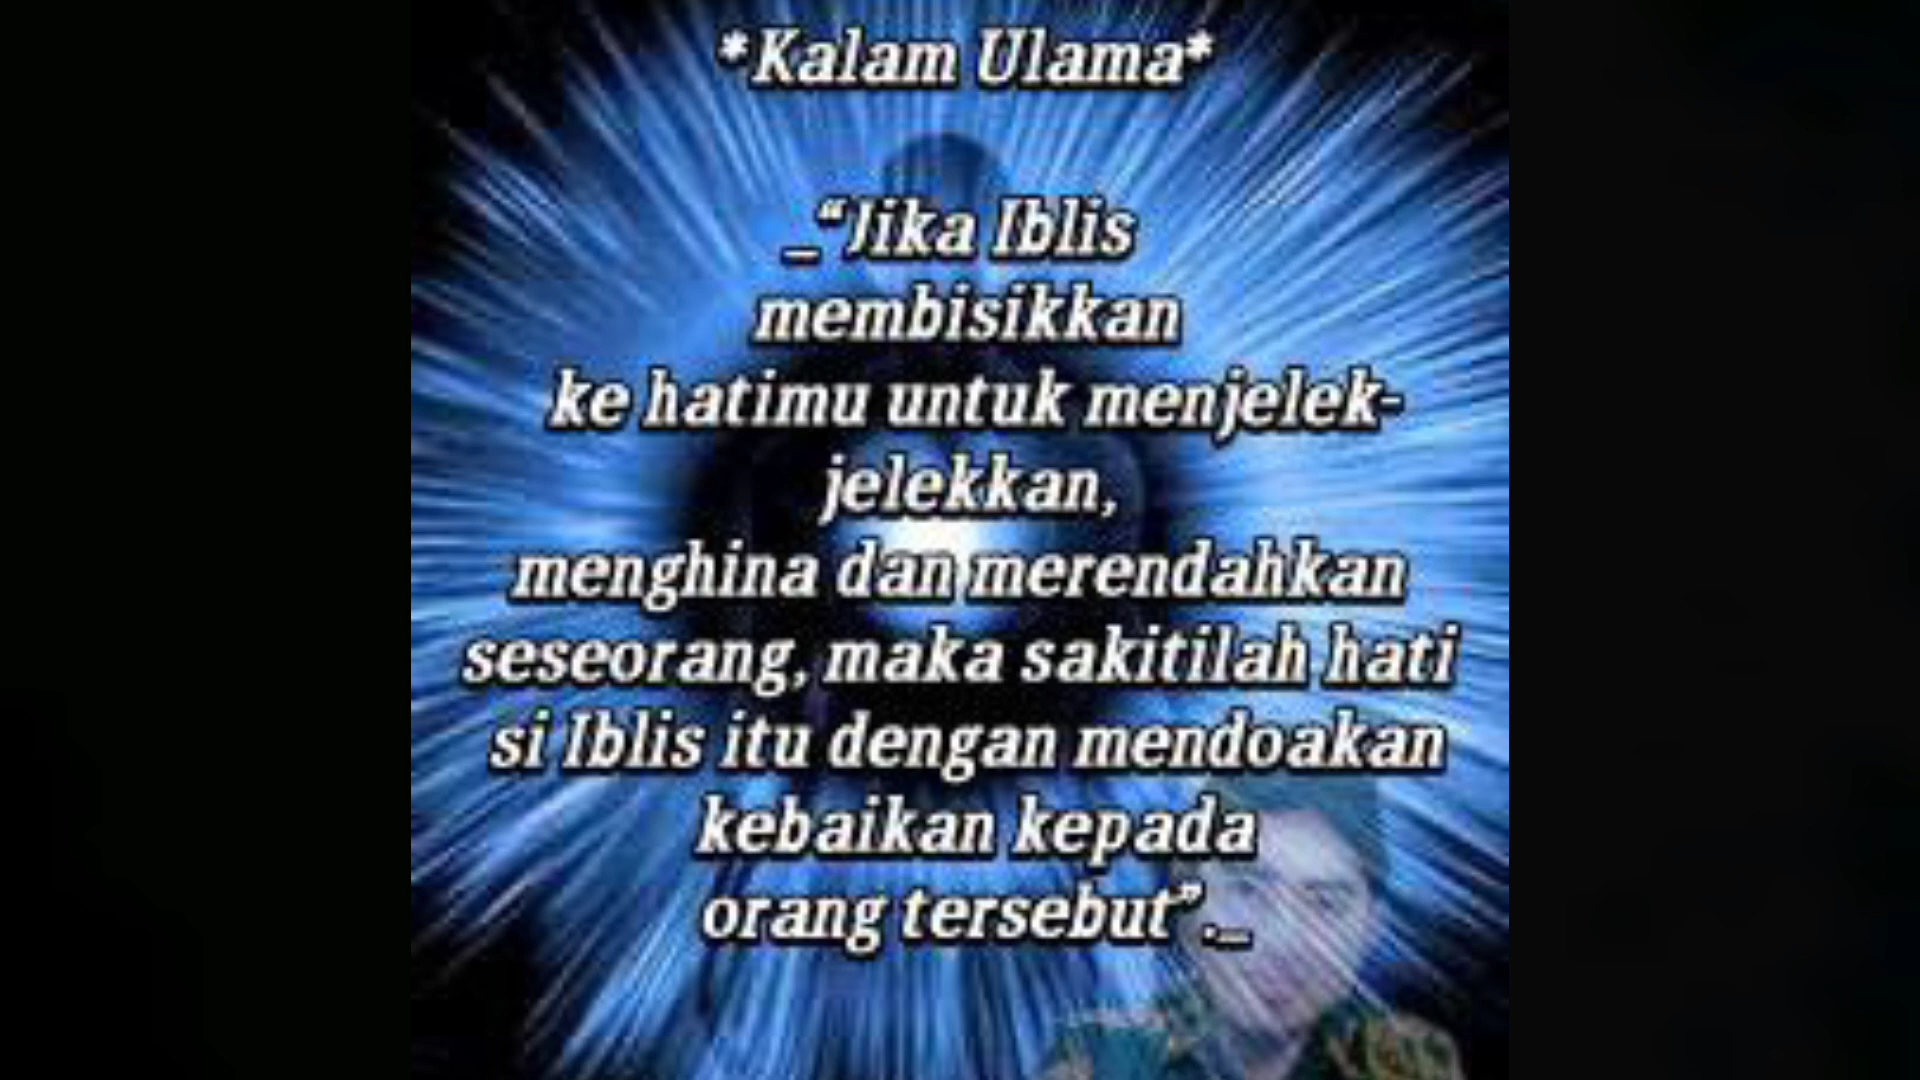 *Kalam Ulama*
_“Jika Iblis
membisikkan
ke hatimu untuk menjelek-
jelekkan,
menghina dan merendahkan
seseorang, maka sakitilah hati
si Iblis itu dengan mendoakan
kebaikan kepada
orang tersebut”._